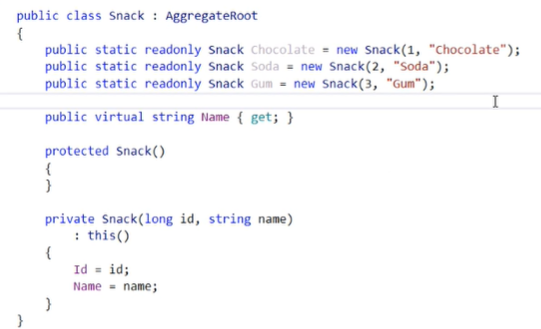 public class Snack : AggregateRoot
{
public static readonly Snack Chocolate = new Snack(1, "Chocolate");
public static readonly Snack Soda = new Snack(2, "Soda");
public static readonly Snack Gum = new Snack(3, "Gum");
public virtual string Name { get; }
protected Snack()
{
}
private Snack(long id, string name)
: this()
{
Id = id;
Name = name;
}
}